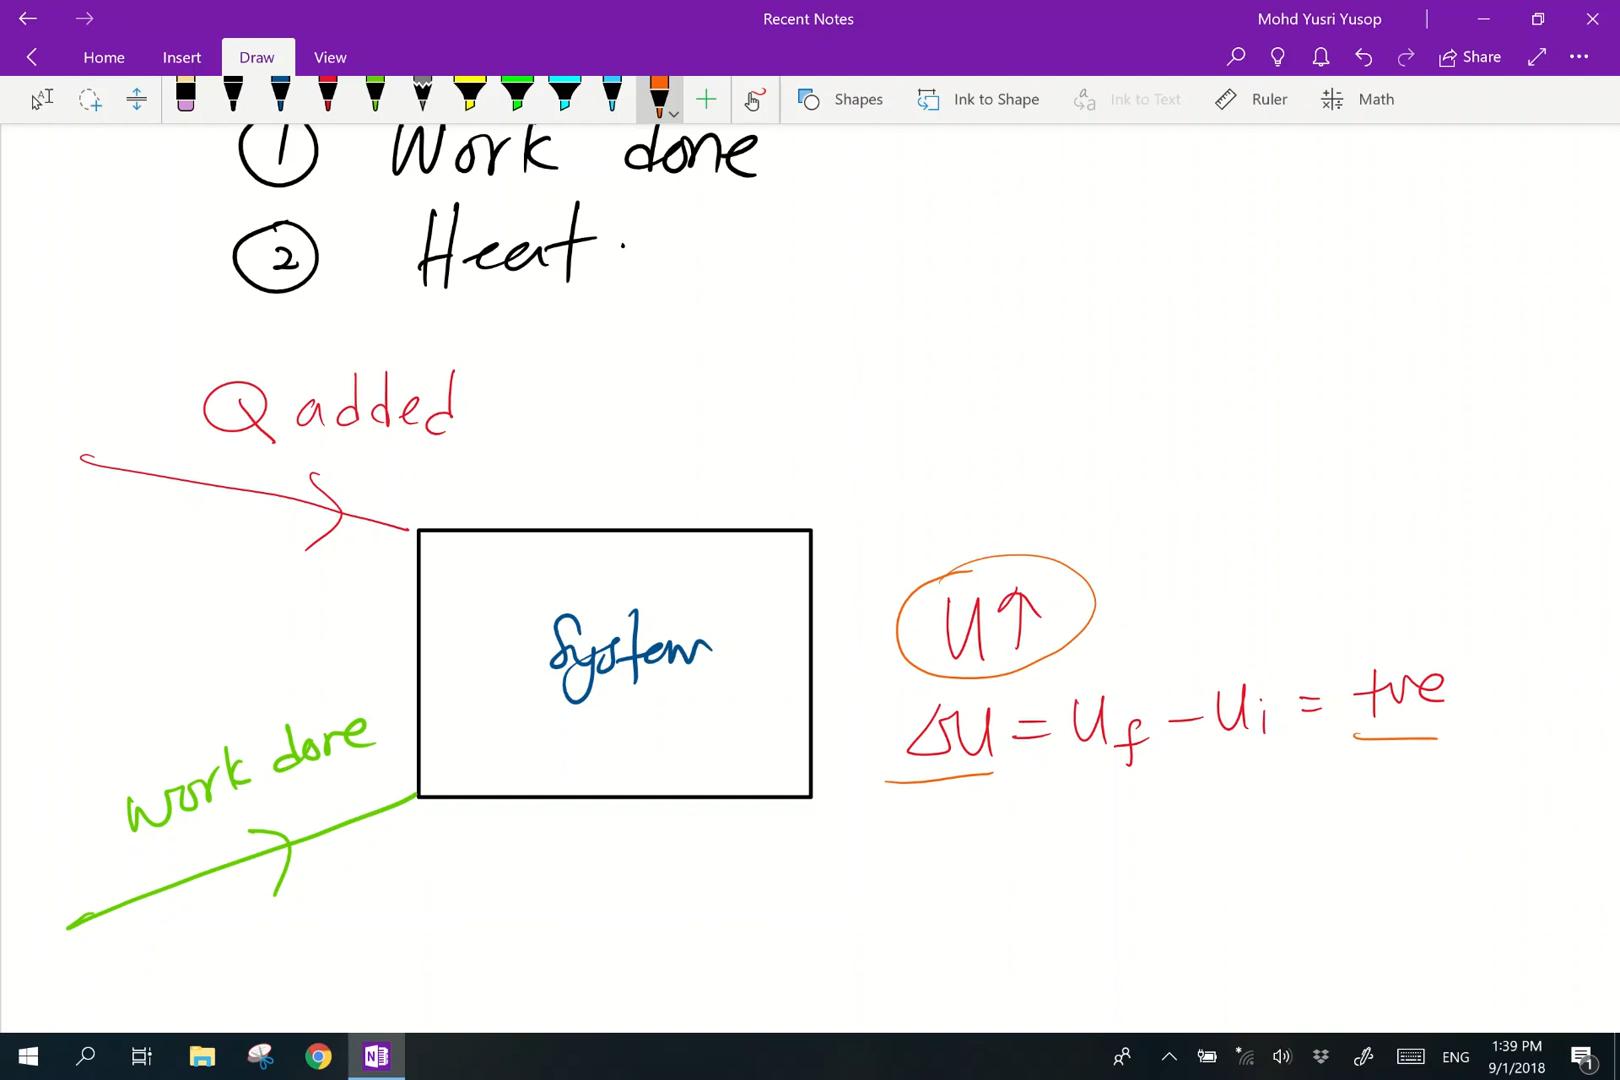 Recent Notes
Mohd Yusri Yusop
Home Insert Draw View
Share
Shapes Ink to Shape Ink to Text Ruler Math
① Work done
② Heat.
Q added
System
U↑
ΔU = Uf - Ui = +ve
work done
ENG
1:39 PM
9/1/2018
1